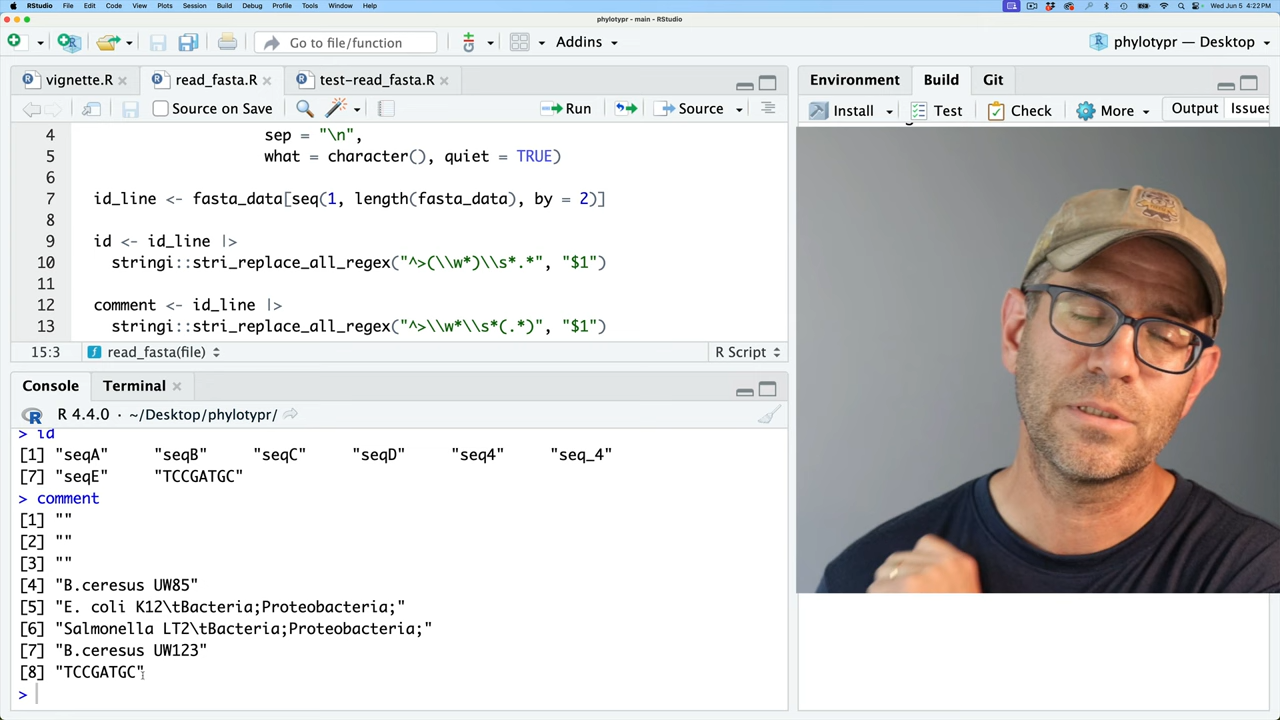 RStudio File Edit Code View Plots Session Build Debug Profile Tools Window Help Wed Jun 5 4:22 PM
phylotypr - main - RStudio
Go to file/function Addins phylotypr — Desktop
vignette.R read_fasta.R test-read_fasta.R
Source on Save Run Source
4 sep = "\n",
5 what = character(), quiet = TRUE)
6
7 id_line <- fasta_data[seq(1, length(fasta_data), by = 2)]
8
9 id <- id_line |>
10 stringi::stri_replace_all_regex("^>(\\w*)\\s*.*", "$1")
11
12 comment <- id_line |>
13 stringi::stri_replace_all_regex("^>\\w*\\s*(.*)", "$1")
15:3 read_fasta(file) R Script
Console Terminal
R 4.4.0 · ~/Desktop/phylotypr/
> id
[1] "seqA" "seqB" "seqC" "seqD" "seq4" "seq_4"
[7] "seqE" "TCCGATGC"
> comment
[1] ""
[2] ""
[3] ""
[4] "B.ceresus UW85"
[5] "E. coli K12\tBacteria;Proteobacteria;"
[6] "Salmonella LT2\tBacteria;Proteobacteria;"
[7] "B.ceresus UW123"
[8] "TCCGATGC"
>
Environment Build Git
Install Test Check More Output Issues